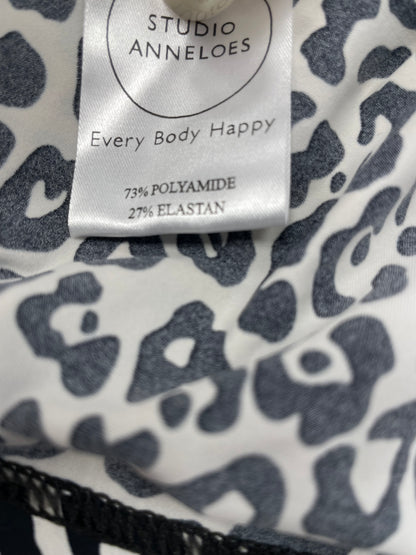 STUDIO
ANNELOES
Every Body Happy
73% POLYAMIDE
27% ELASTAN